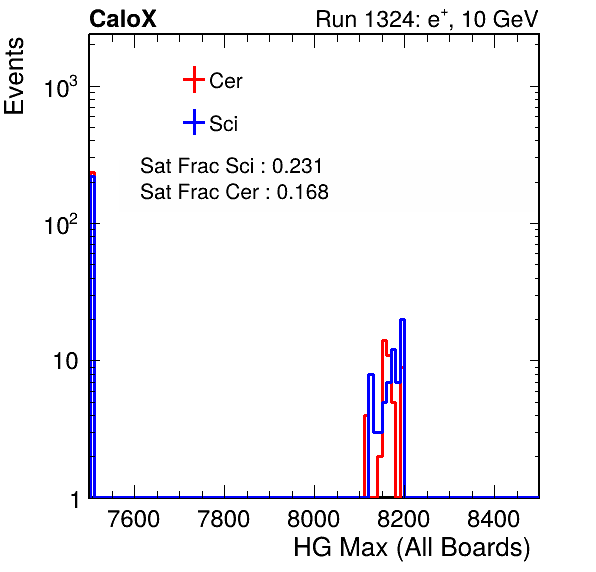 CaloX Run 1324: e⁺, 10 GeV
Events
Cer
Sci
Sat Frac Sci : 0.231
Sat Frac Cer : 0.168
10³
10²
10
1
7600 7800 8000 8200 8400
HG Max (All Boards)